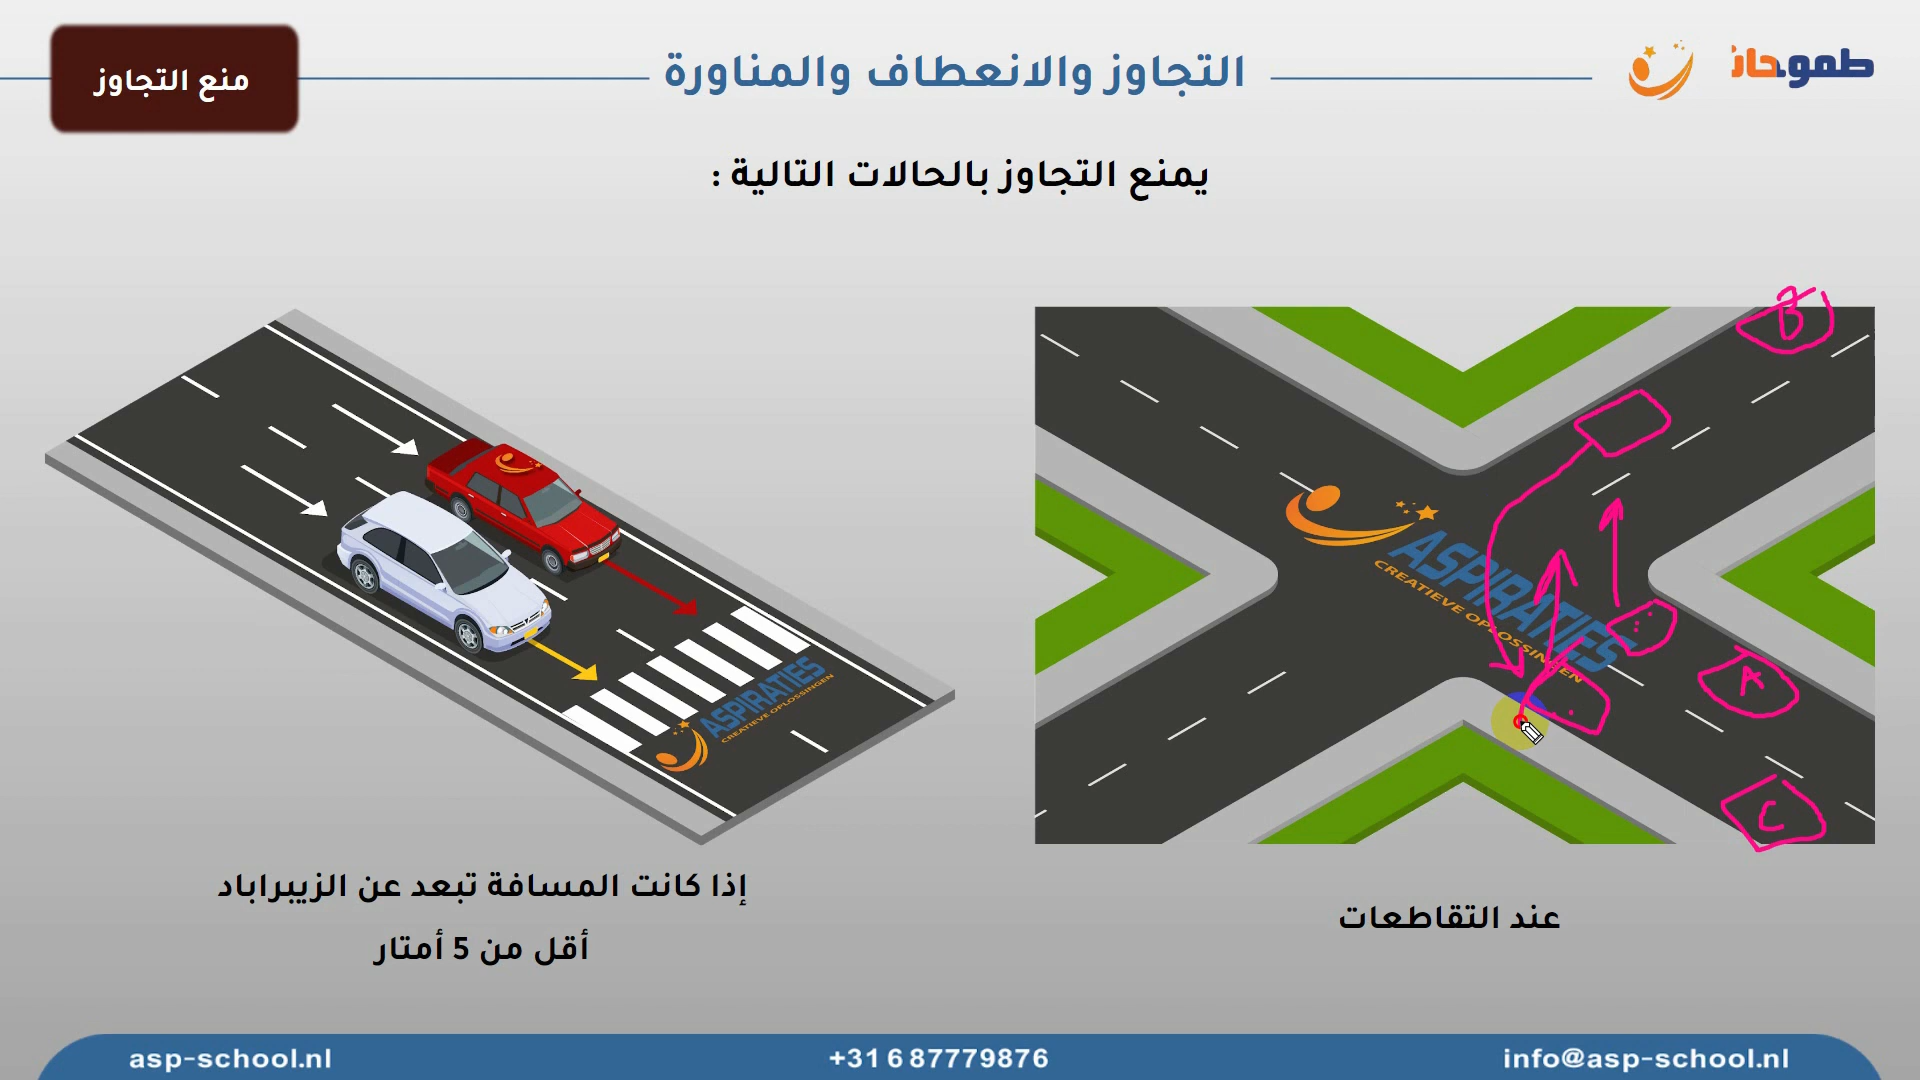 طموحاتي
التجاوز والانعطاف والمناورة
منع التجاوز
يمنع التجاوز بالحالات التالية :
B
A
C
ASPIRATIES
CREATIEVE OPLOSSINGEN
ASPIRATIES
CREATIEVE OPLOSSINGEN
عند التقاطعات
إذا كانت المسافة تبعد عن الزيبراباد
أقل من 5 أمتار
asp-school.nl
+31 6 87779876
info@asp-school.nl